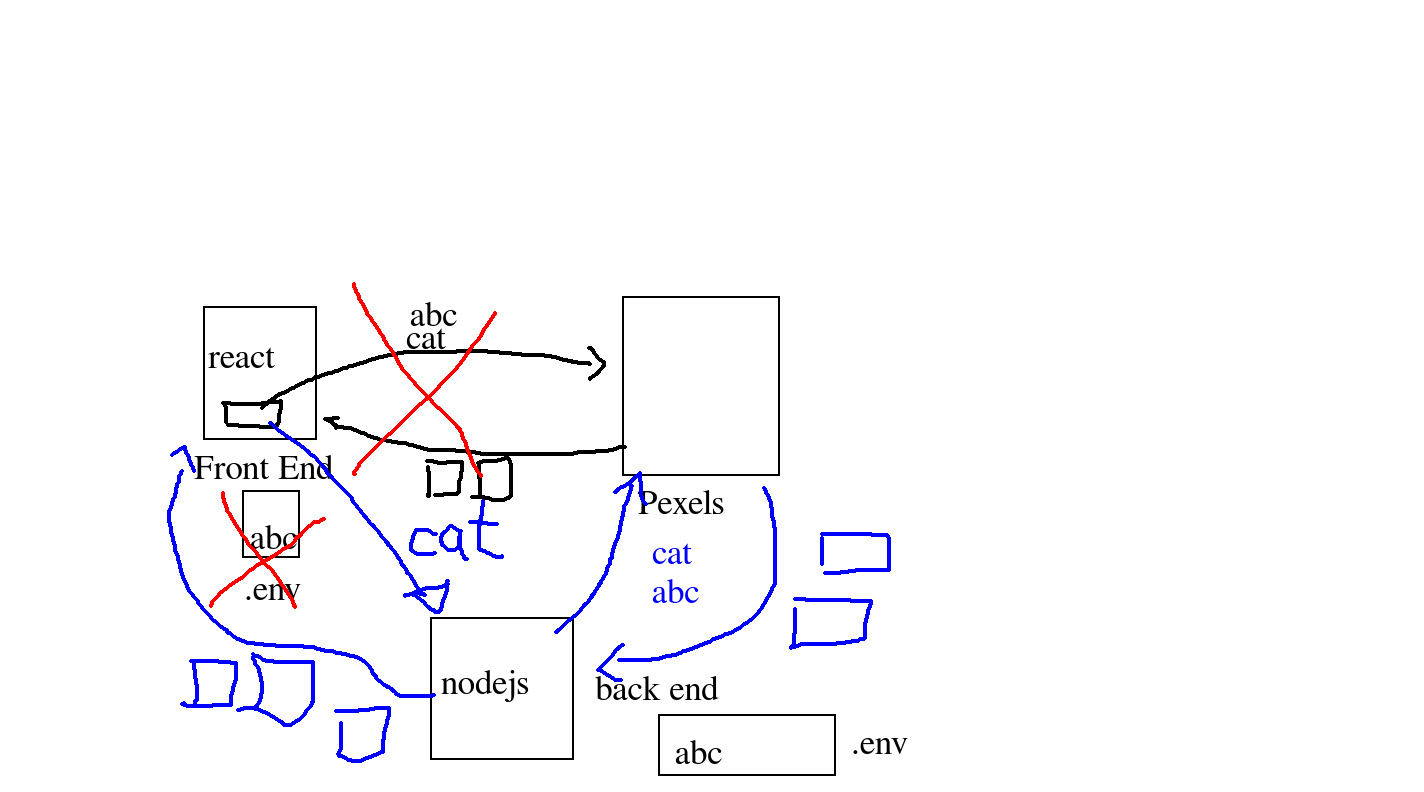 abc
cat
react
Front End
Pexels
abc
cat
cat
.env
abc
nodejs
back end
abc
.env